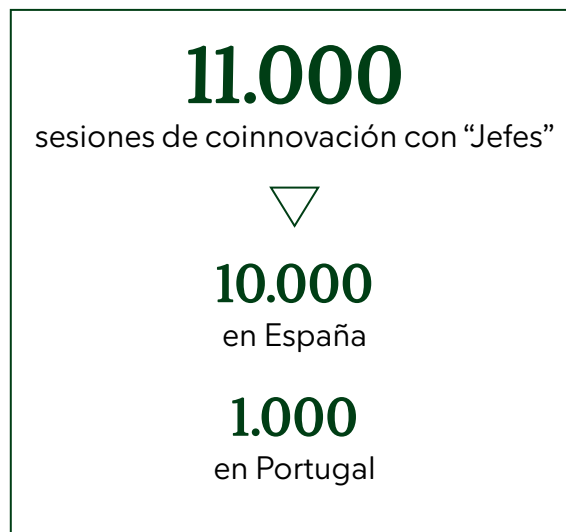 11.000
sesiones de coinnovación con “Jefes”
10.000
en España
1.000
en Portugal